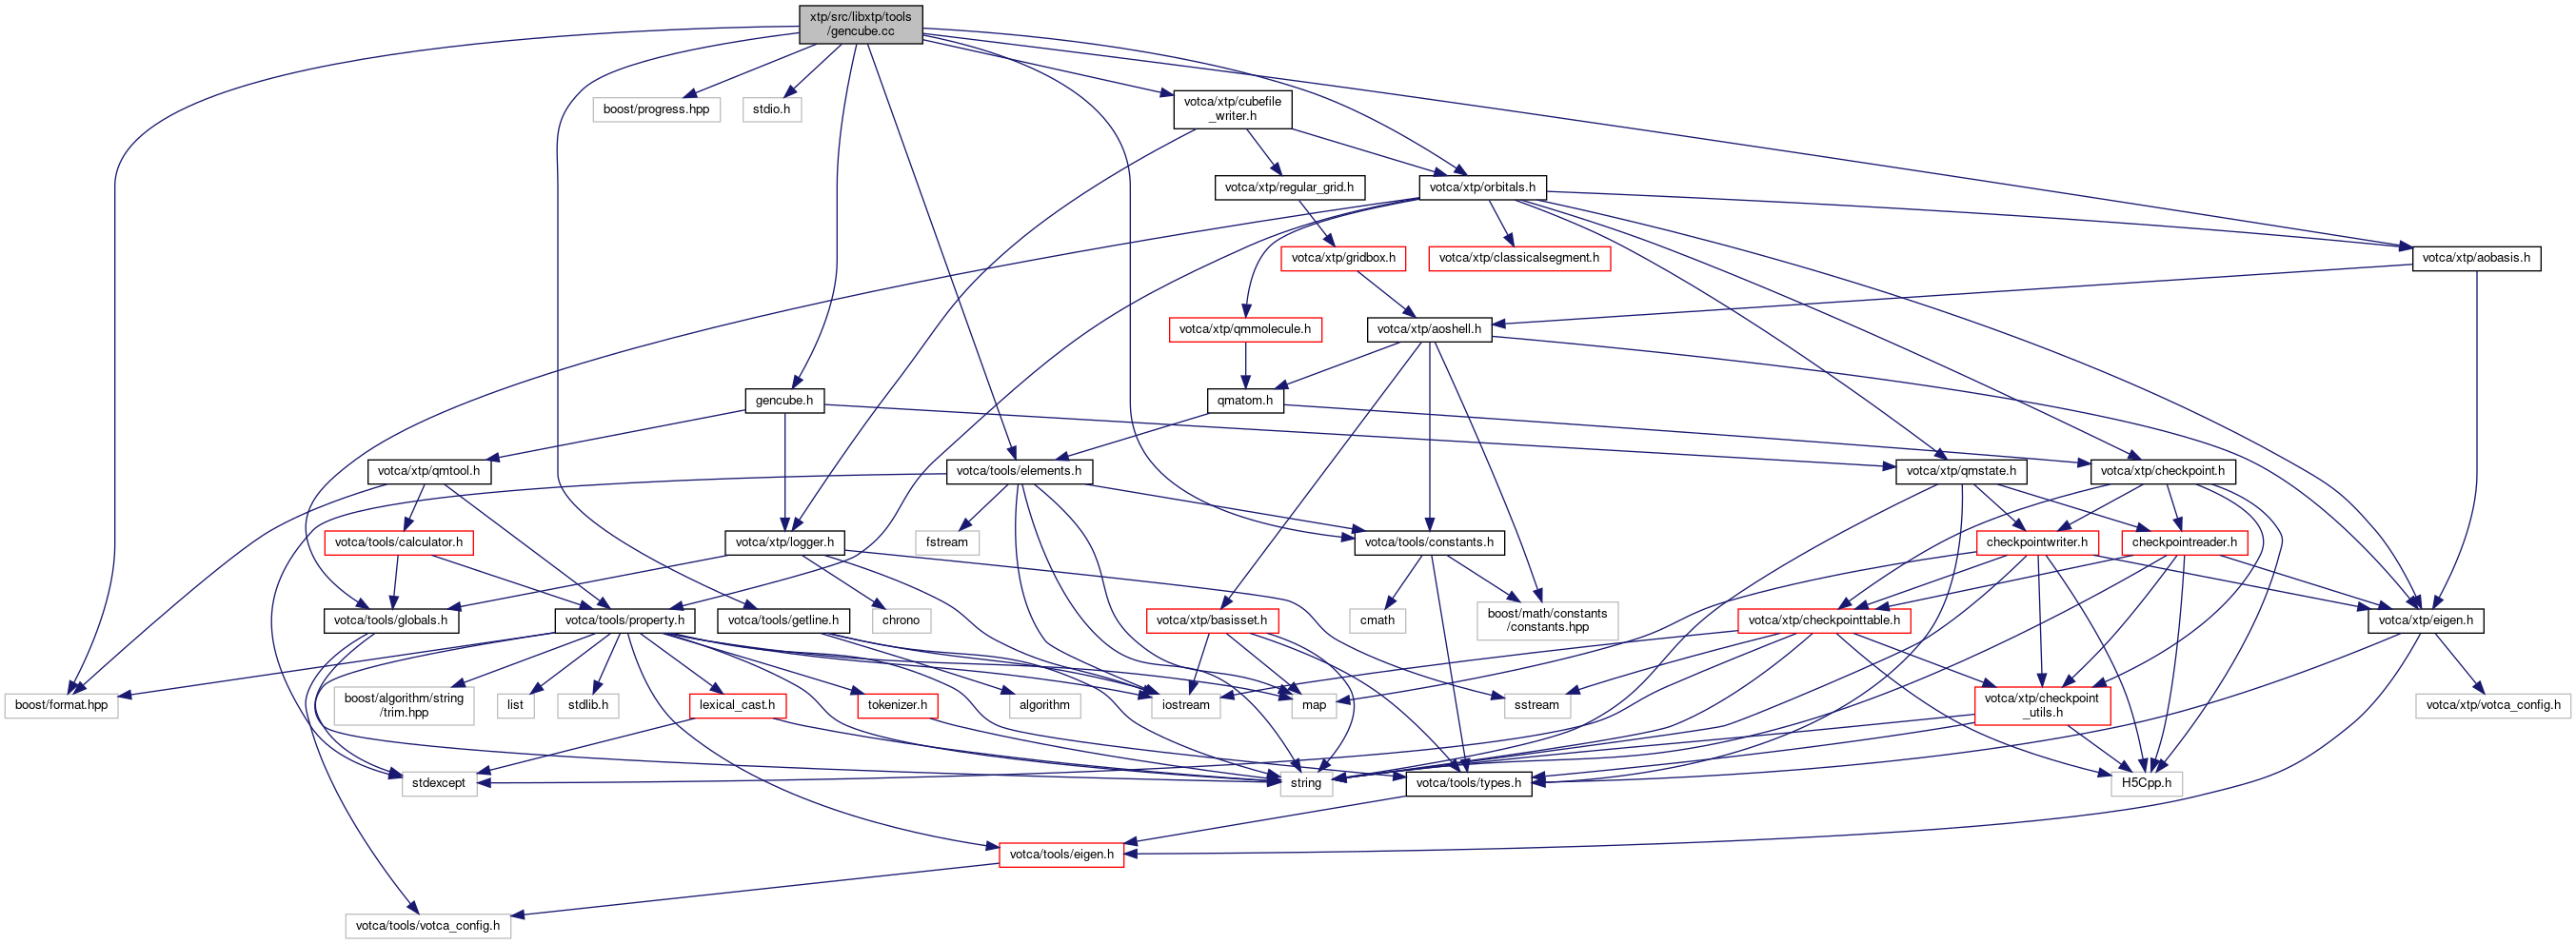 xtp/src/libxtp/tools
/gencube.cc
boost/progress.hpp
stdio.h
votca/xtp/cubefile
_writer.h
votca/xtp/regular_grid.h
votca/xtp/orbitals.h
votca/xtp/gridbox.h
votca/xtp/classicalsegment.h
votca/xtp/aobasis.h
votca/xtp/qmmolecule.h
votca/xtp/aoshell.h
gencube.h
qmatom.h
votca/xtp/qmtool.h
votca/tools/elements.h
votca/xtp/qmstate.h
votca/xtp/checkpoint.h
votca/tools/calculator.h
votca/xtp/logger.h
fstream
votca/tools/constants.h
checkpointwriter.h
checkpointreader.h
votca/tools/globals.h
votca/tools/property.h
votca/tools/getline.h
chrono
votca/xtp/basisset.h
cmath
boost/math/constants
/constants.hpp
votca/xtp/checkpointtable.h
votca/xtp/eigen.h
boost/format.hpp
boost/algorithm/string
/trim.hpp
list
stdlib.h
lexical_cast.h
tokenizer.h
algorithm
iostream
map
sstream
votca/xtp/checkpoint
_utils.h
votca/xtp/votca_config.h
stdexcept
string
votca/tools/types.h
H5Cpp.h
votca/tools/eigen.h
votca/tools/votca_config.h